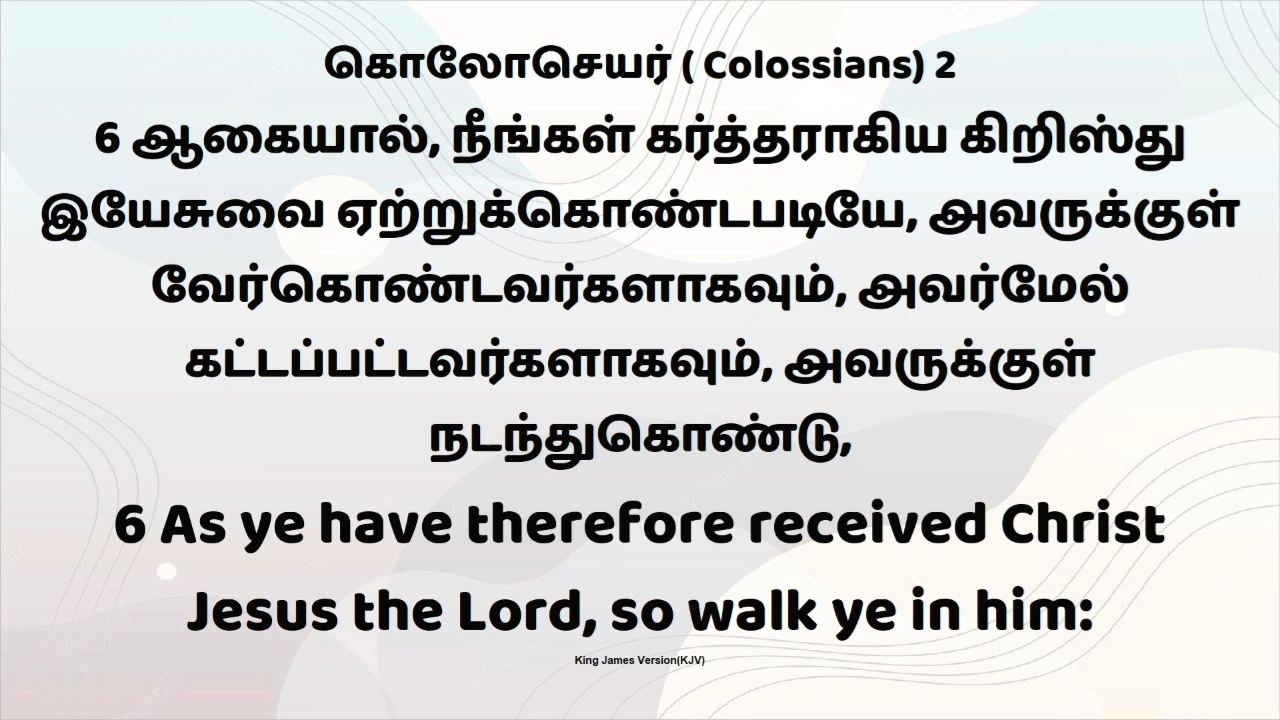 கொலோசெயர் ( Colossians) 2
6 ஆகையால், நீங்கள் கர்த்தராகிய கிறிஸ்து
இயேசுவை ஏற்றுக்கொண்டபடியே, அவருக்குள்
வேர்கொண்டவர்களாகவும், அவர்மேல்
கட்டப்பட்டவர்களாகவும், அவருக்குள்
நடந்துகொண்டு,
6 As ye have therefore received Christ
Jesus the Lord, so walk ye in him:
King James Version(KJV)